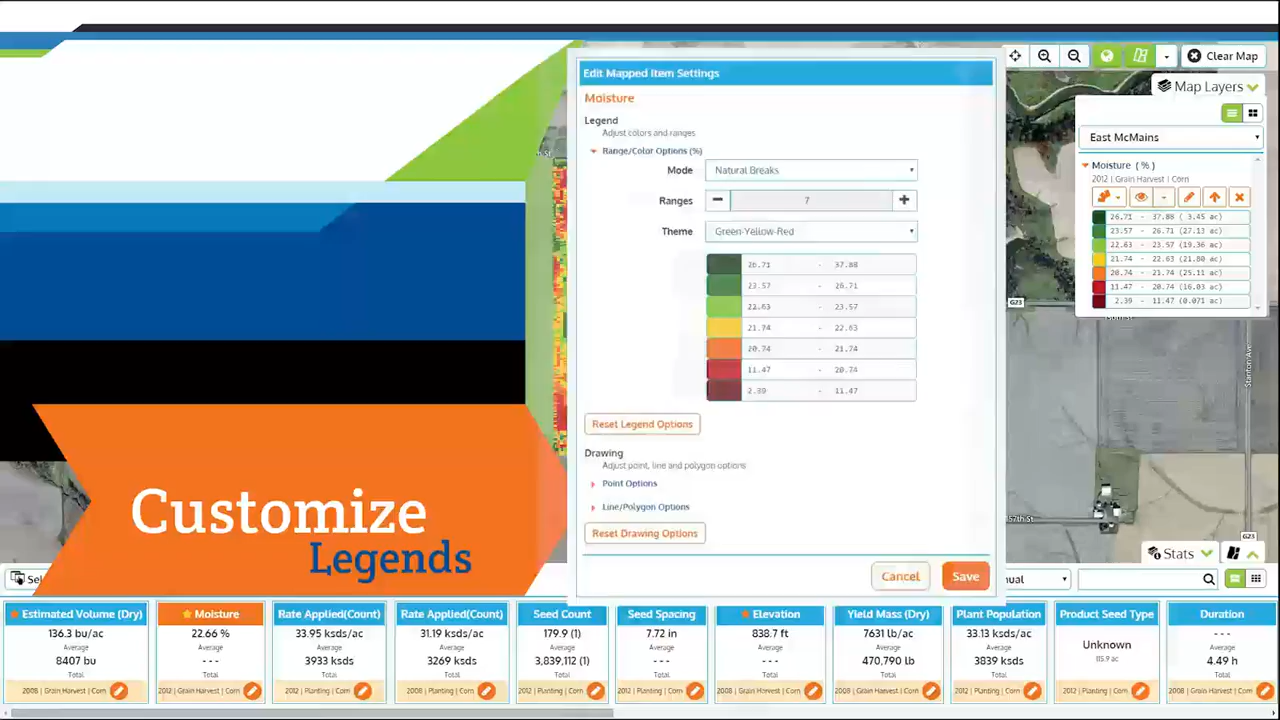 Edit Mapped Item Settings
Moisture
Legend
Adjust colors and ranges
Range/Color Options (%)
Mode Natural Breaks
Ranges 7
Theme Green-Yellow-Red
26.71 - 37.88
23.57 - 26.71
22.63 - 23.57
21.74 - 22.63
20.74 - 21.74
11.47 - 20.74
2.39 - 11.47
Reset Legend Options
Drawing
Adjust point, line and polygon options
Point Options
Line/Polygon Options
Reset Drawing Options
Cancel Save
Clear Map
Map Layers
East McMains
Moisture ( % )
2012 | Grain Harvest | Corn
26.71 - 37.88 ( 3.45 ac)
23.57 - 26.71 (27.13 ac)
22.63 - 23.57 (19.36 ac)
21.74 - 22.63 (21.80 ac)
20.74 - 21.74 (25.11 ac)
11.47 - 20.74 (16.03 ac)
2.39 - 11.47 (0.071 ac)
G23
Stanton Ave
57th St
G23
Customize
Legends
Stats
Sel
nual
Estimated Volume (Dry)
136.3 bu/ac
Average
8407 bu
Total
2008 | Grain Harvest | Corn
Moisture
22.66 %
Average
---
Total
2012 | Grain Harvest | Corn
Rate Applied(Count)
33.95 ksds/ac
Average
3933 ksds
Total
2012 | Planting | Corn
Rate Applied(Count)
31.19 ksds/ac
Average
3269 ksds
Total
2008 | Planting | Corn
Seed Count
179.9 (1)
Average
3,839,112 (1)
Total
2012 | Planting | Corn
Seed Spacing
7.72 in
Average
---
Total
2012 | Planting | Corn
Elevation
838.7 ft
Average
---
Total
2008 | Grain Harvest | Corn
Yield Mass (Dry)
7631 lb/ac
Average
470,790 lb
Total
2008 | Grain Harvest | Corn
Plant Population
33.13 ksds/ac
Average
3839 ksds
Total
2012 | Planting | Corn
Product Seed Type
Unknown
115.9 ac
2012 | Planting | Corn
Duration
---
Average
4.49 h
Total
2008 | Grain Harvest | Corn